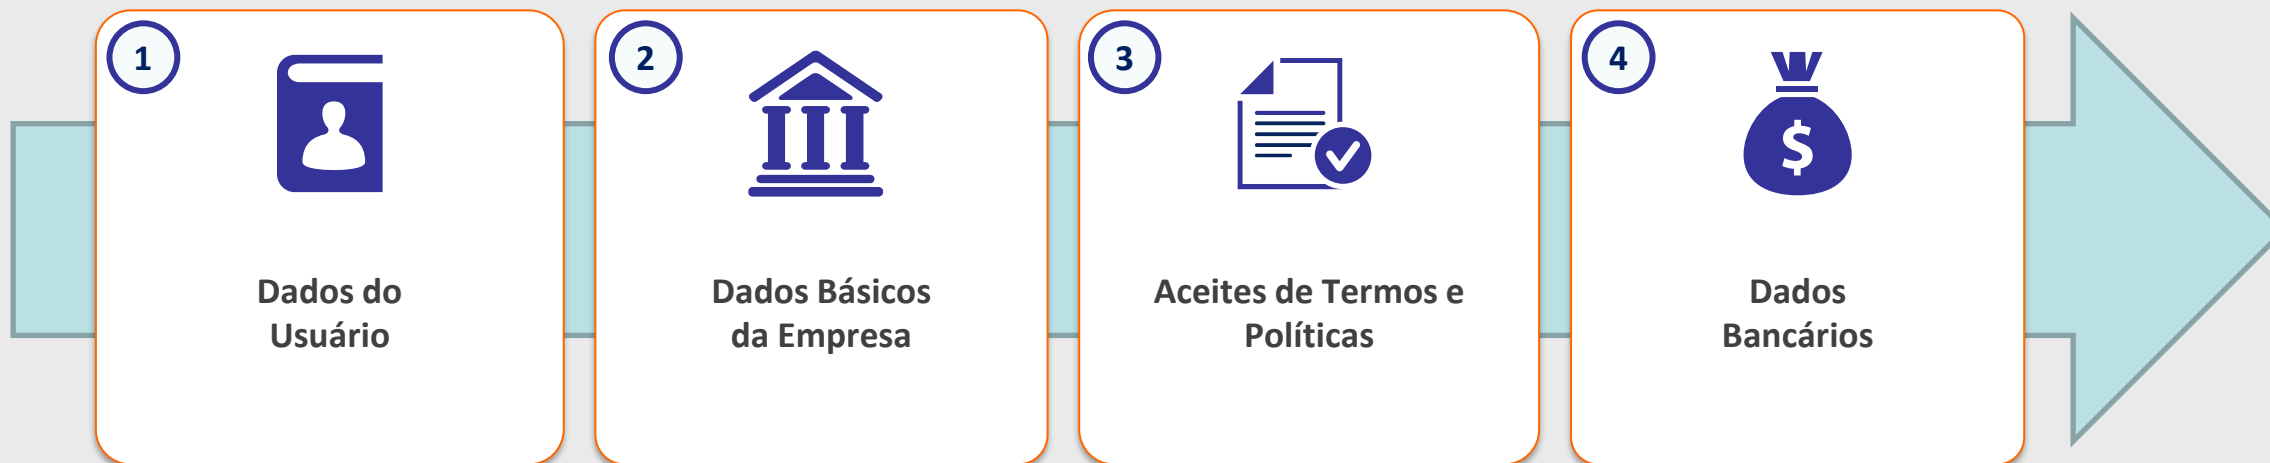 1
Dados do
Usuário
2
Dados Básicos
da Empresa
3
Aceites de Termos e
Políticas
4
$
Dados
Bancários